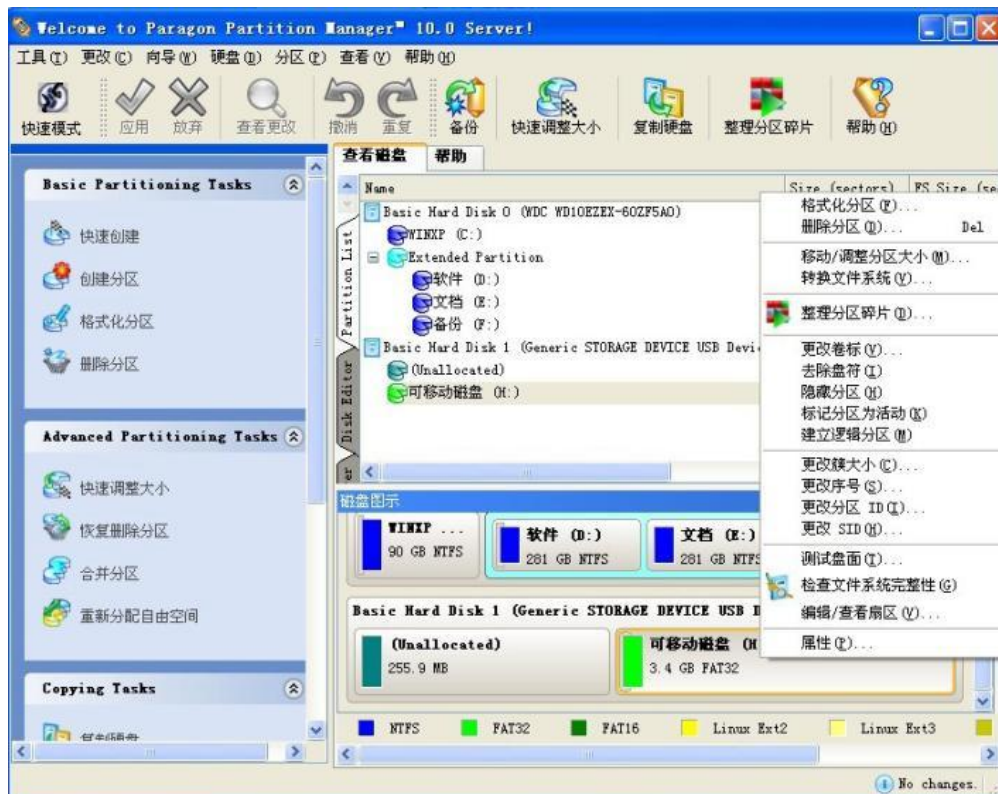 Welcome to Paragon Partition Manager™ 10.0 Server!
工具(T) 更改(C) 向导(W) 硬盘(D) 分区(P) 查看(V) 帮助(H)
快速模式 应用 放弃 查看更改 撤消 重复 备份 快速调整大小 复制硬盘 整理分区碎片 帮助(H)
查看磁盘 帮助
Basic Partitioning Tasks
快速创建
创建分区
格式化分区
删除分区
Advanced Partitioning Tasks
快速调整大小
恢复删除分区
合并分区
重新分配自由空间
Copying Tasks
复制硬盘
Partition List
Disk Editor
er
Name Size (sectors) FS Size (se
Basic Hard Disk 0 (WDC WD10EZEX-60ZF5A0)
WINXP (C:)
Extended Partition
软件 (D:)
文档 (E:)
备份 (F:)
Basic Hard Disk 1 (Generic STORAGE DEVICE USB Devi
(Unallocated)
可移动磁盘 (H:)
格式化分区(F)...
删除分区(D)... Del
移动/调整分区大小(M)...
转换文件系统(V)...
整理分区碎片(D)...
更改卷标(V)...
去除盘符(I)
隐藏分区(H)
标记分区为活动(K)
建立逻辑分区(M)
更改簇大小(C)...
更改序号(S)...
更改分区 ID(I)...
更改 SID(H)...
测试盘面(T)...
检查文件系统完整性(G)
编辑/查看扇区(V)...
属性(P)...
磁盘图示
WINXP ...
90 GB NTFS
软件 (D:)
281 GB NTFS
文档 (E:)
281 GB NTFS
Basic Hard Disk 1 (Generic STORAGE DEVICE USB D
(Unallocated)
255.9 MB
可移动磁盘 (H
3.4 GB FAT32
NTFS FAT32 FAT16 Linux Ext2 Linux Ext3
No changes.